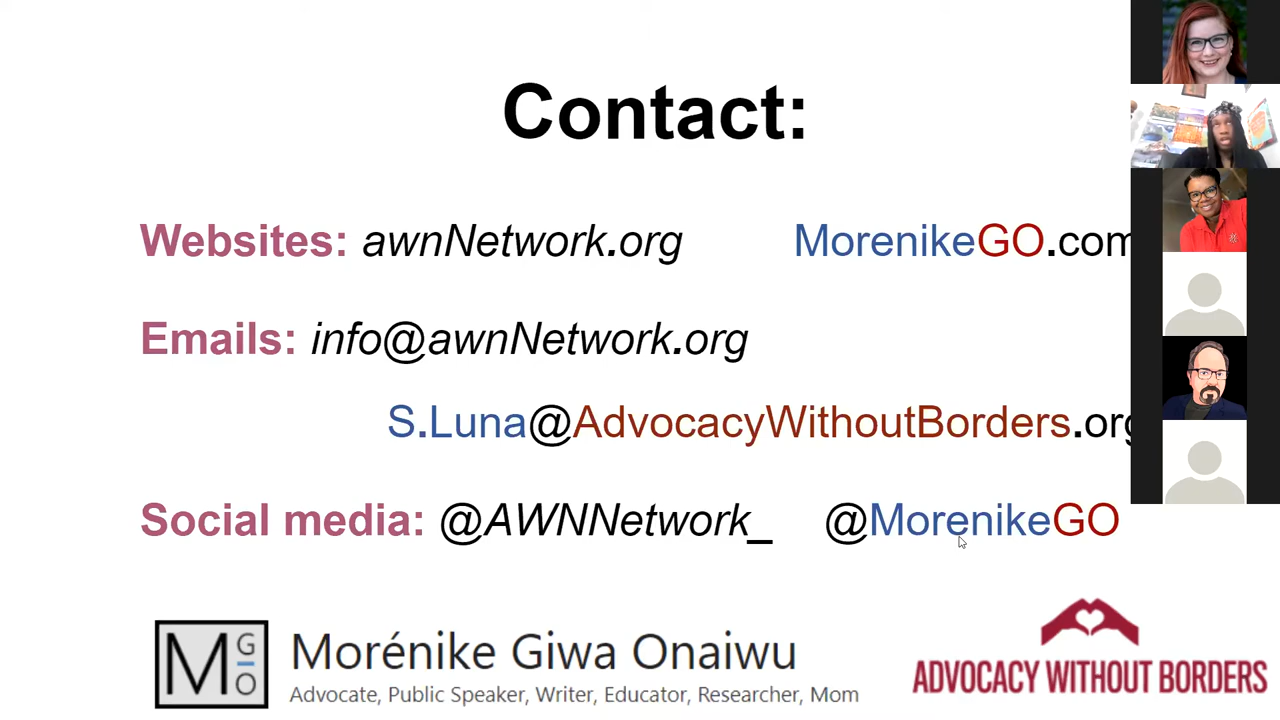 Contact:
Websites: awnNetwork.org MorenikeGO.com
Emails: info@awnNetwork.org
S.Luna@AdvocacyWithoutBorders.org
Social media: @AWNNetwork_ @MorenikeGO
M G O Morénike Giwa Onaiwu
Advocate, Public Speaker, Writer, Educator, Researcher, Mom
ADVOCACY WITHOUT BORDERS